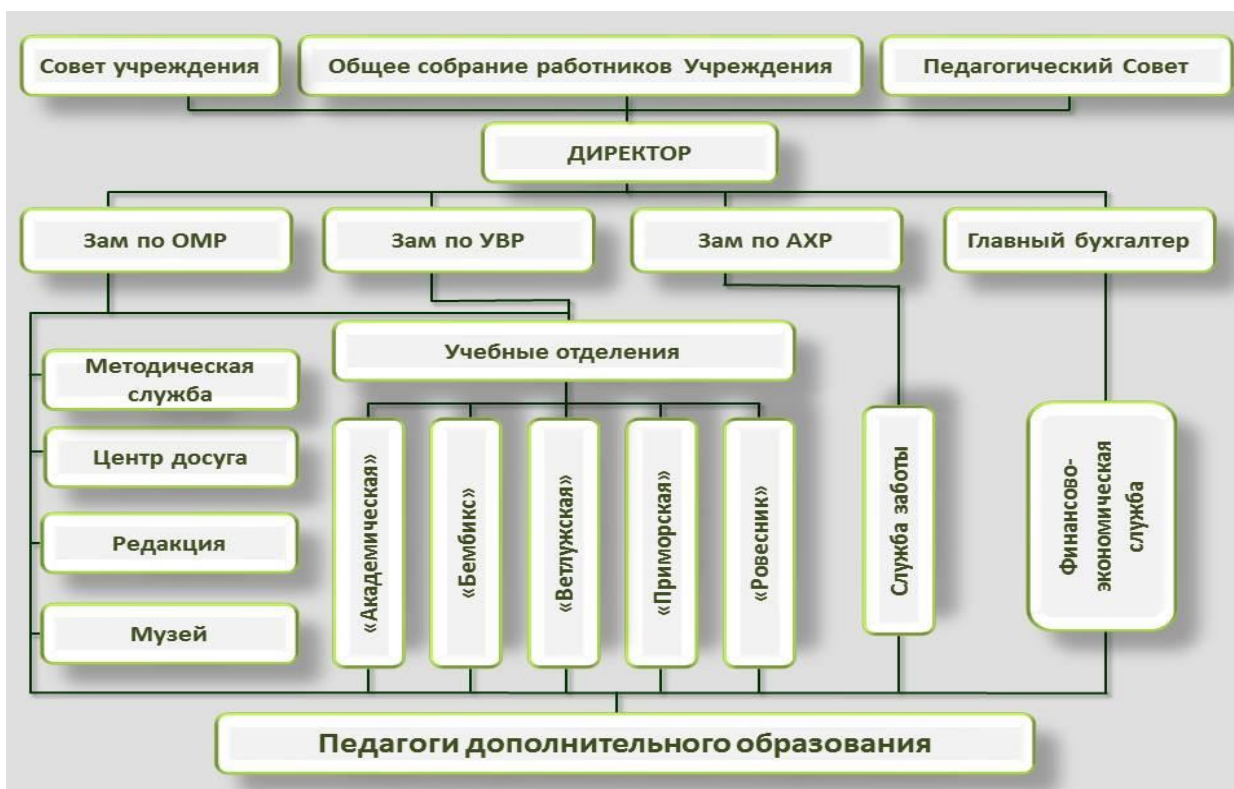 Совет учреждения
Общее собрание работников Учреждения
Педагогический Совет
ДИРЕКТОР
Зам по ОМР
Зам по УВР
Зам по АХР
Главный бухгалтер
Учебные отделения
Методическая
служба
Центр досуга
Редакция
Музей
«Академическая»
«Бембикс»
«Ветлужская»
«Приморская»
«Ровесник»
Служба заботы
Финансово-
экономическая
служба
Педагоги дополнительного образования